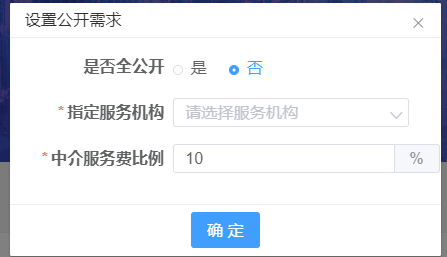 设置公开需求
是否全公开 是 否
*指定服务机构 请选择服务机构
*中介服务费比例 10 %
确定